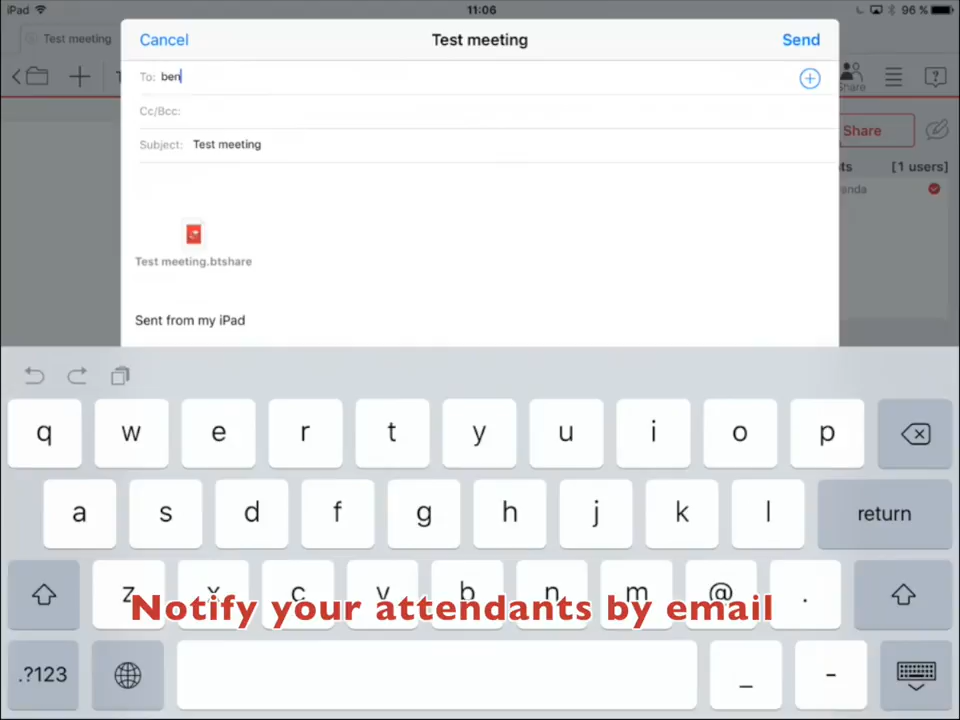 iPad 11:06 96 %
Test meeting
Cancel Test meeting Send
To: ben
Cc/Bcc:
Share
Subject: Test meeting
Share
[1 users]
Test meeting.btshare
Sent from my iPad
q w e r t y u i o p
a s d f g h j k l return
z x c v b n m @ .
Notify your attendants by email
.?123 _ -